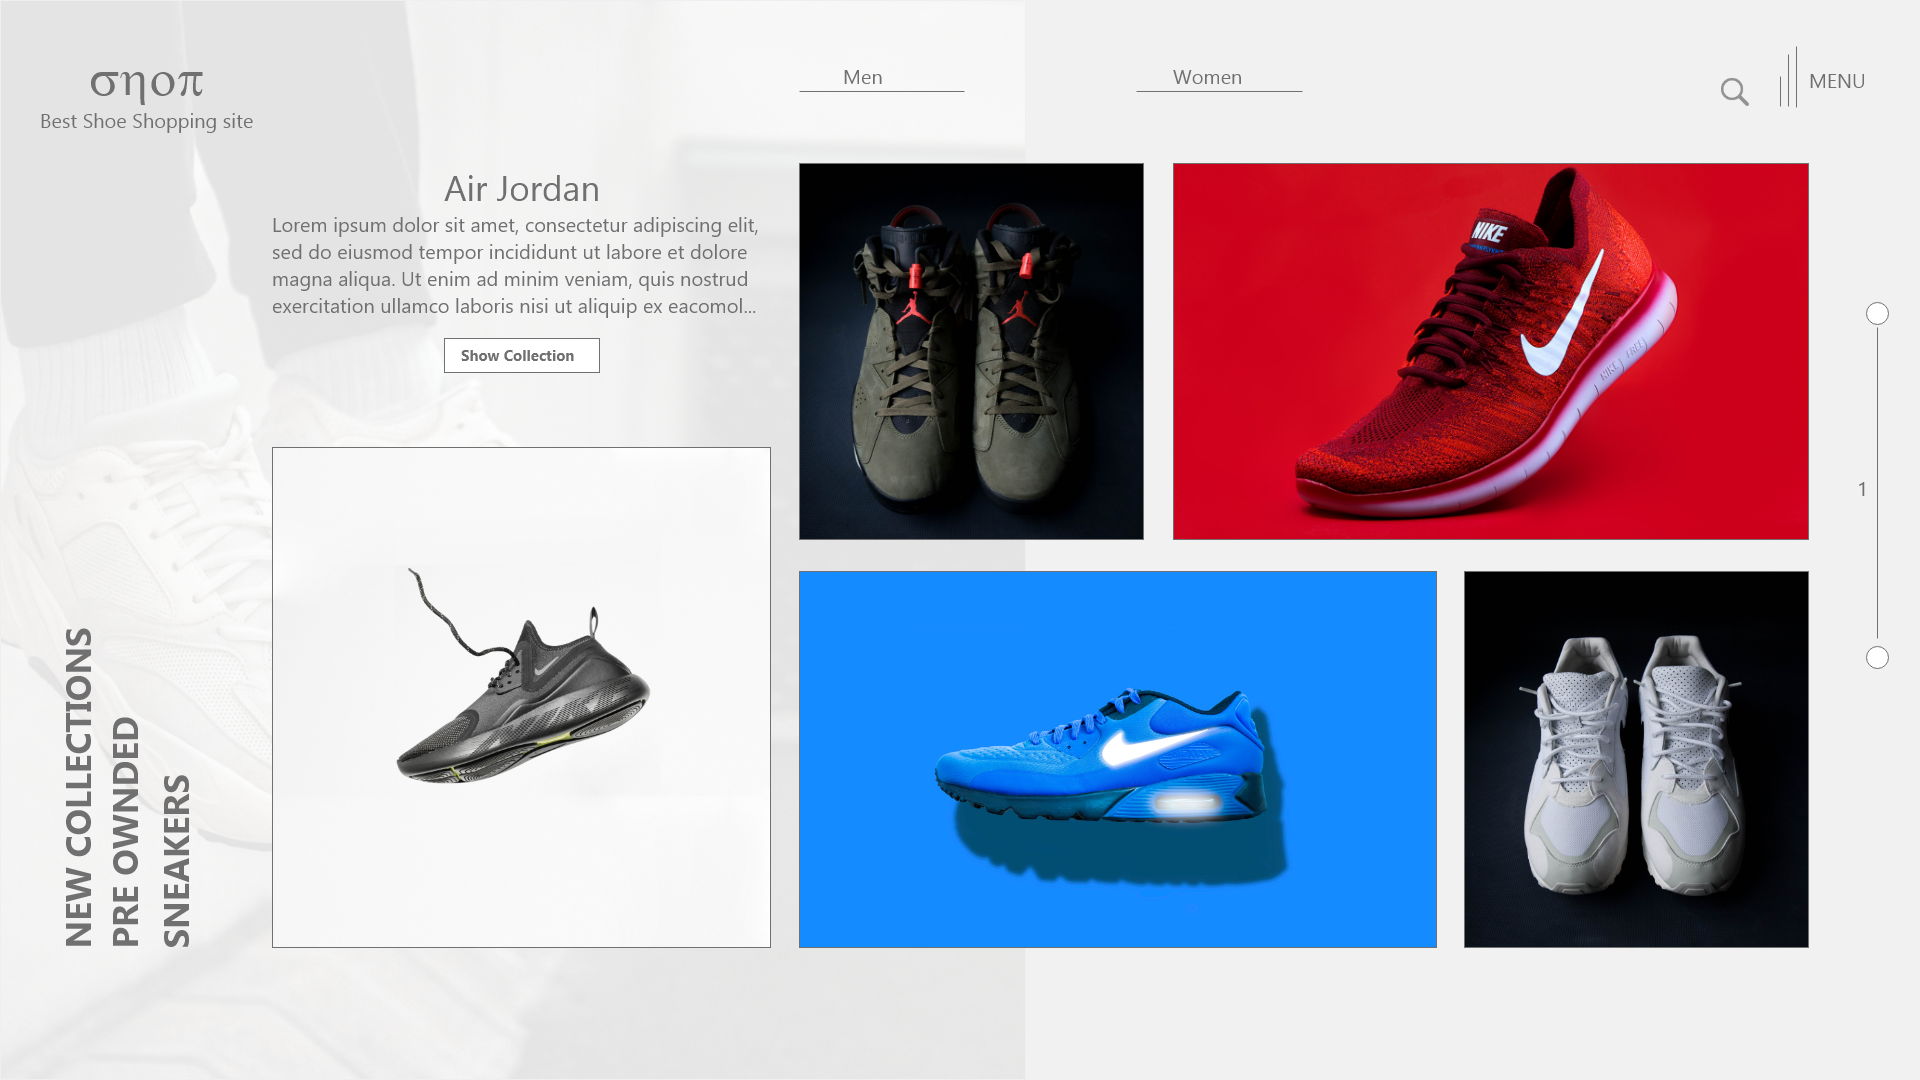 σηοπ
Best Shoe Shopping site
Men
Women
MENU
Air Jordan
Lorem ipsum dolor sit amet, consectetur adipiscing elit,
sed do eiusmod tempor incididunt ut labore et dolore
magna aliqua. Ut enim ad minim veniam, quis nostrud
exercitation ullamco laboris nisi ut aliquip ex eacomol...
Show Collection
NIKE
NIKE FREE
1
NEW COLLECTIONS
PRE OWNDED
SNEAKERS